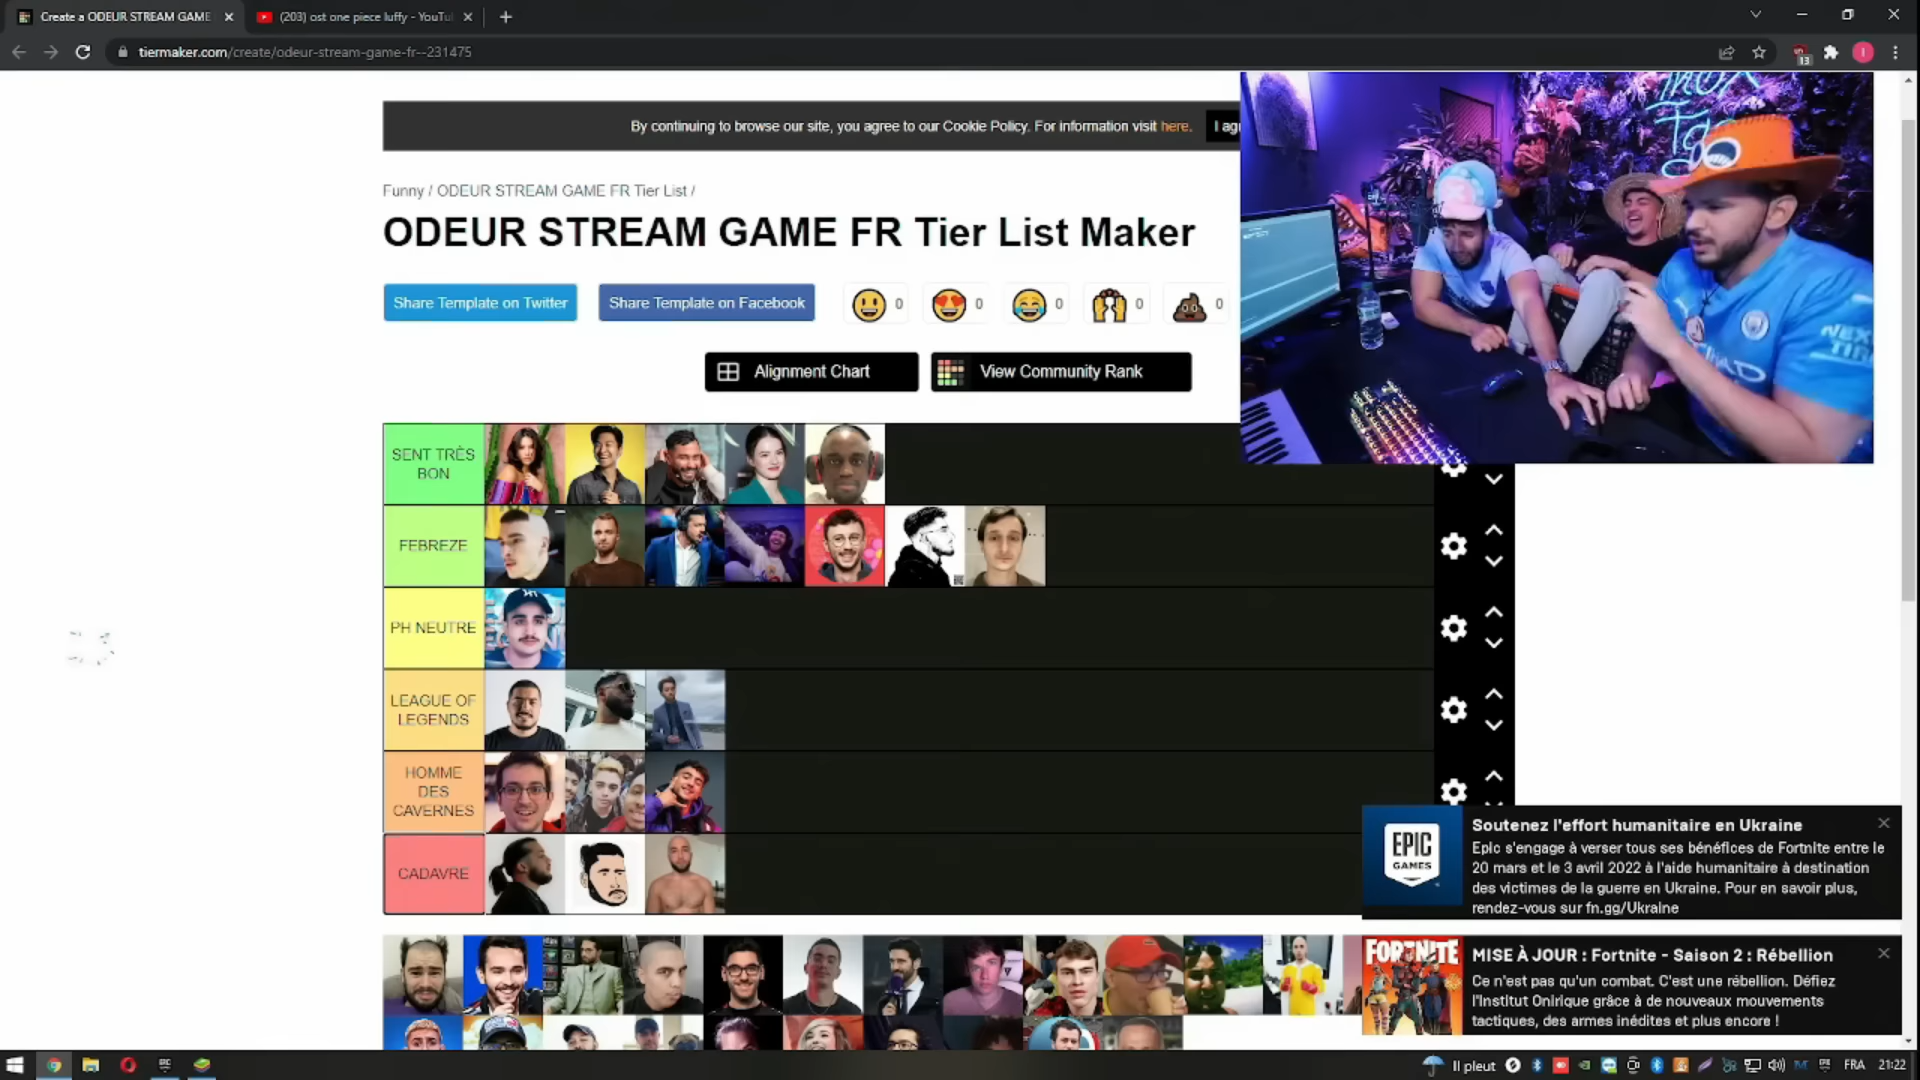 Create a ODEUR STREAM GAME
(203) ost one piece luffy - YouTu
tiermaker.com/create/odeur-stream-game-fr--231475
13
I
By continuing to browse our site, you agree to our Cookie Policy. For information visit here.
I ag
Funny / ODEUR STREAM GAME FR Tier List /
ODEUR STREAM GAME FR Tier List Maker
Share Template on Twitter
Share Template on Facebook
0
0
0
0
0
Alignment Chart
View Community Rank
SENT TRÈS
BON
FEBREZE
PH NEUTRE
LEAGUE OF
LEGENDS
HOMME
DES
CAVERNES
CADAVRE
EPIC
GAMES
Soutenez l'effort humanitaire en Ukraine
Epic s'engage à verser tous ses bénéfices de Fortnite entre le
20 mars et le 3 avril 2022 à l'aide humanitaire à destination
des victimes de la guerre en Ukraine. Pour en savoir plus,
rendez-vous sur fn.gg/Ukraine
FORTNITE
MISE À JOUR : Fortnite - Saison 2 : Rébellion
Ce n'est pas qu'un combat. C'est une rébellion. Défiez
l'Institut Onirique grâce à de nouveaux mouvements
tactiques, des armes inédites et plus encore !
Il pleut
FRA
21:22